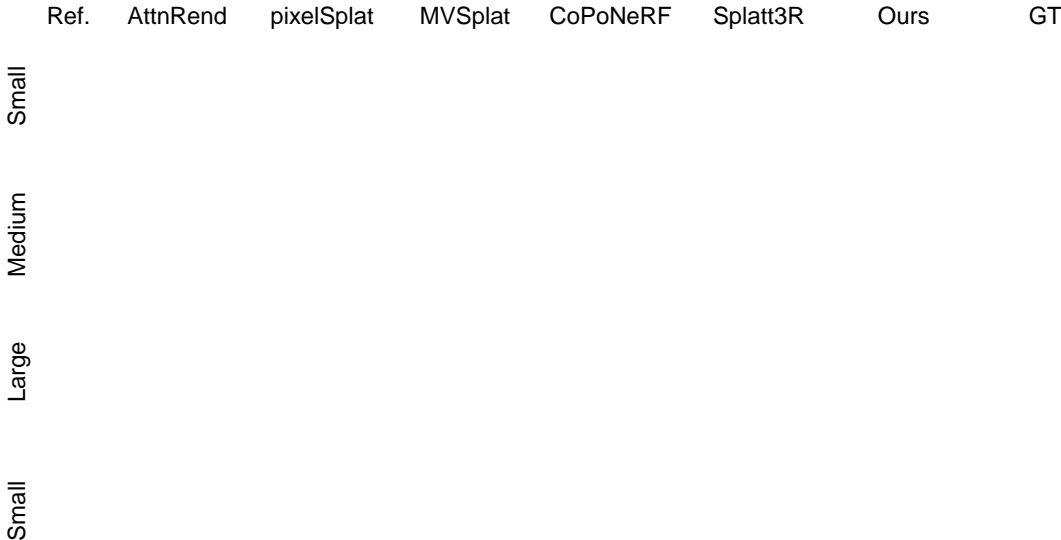 Ref. AttnRend pixelSplat MVSplat CoPoNeRF Splatt3R Ours GT
Small
Medium
Large
Small